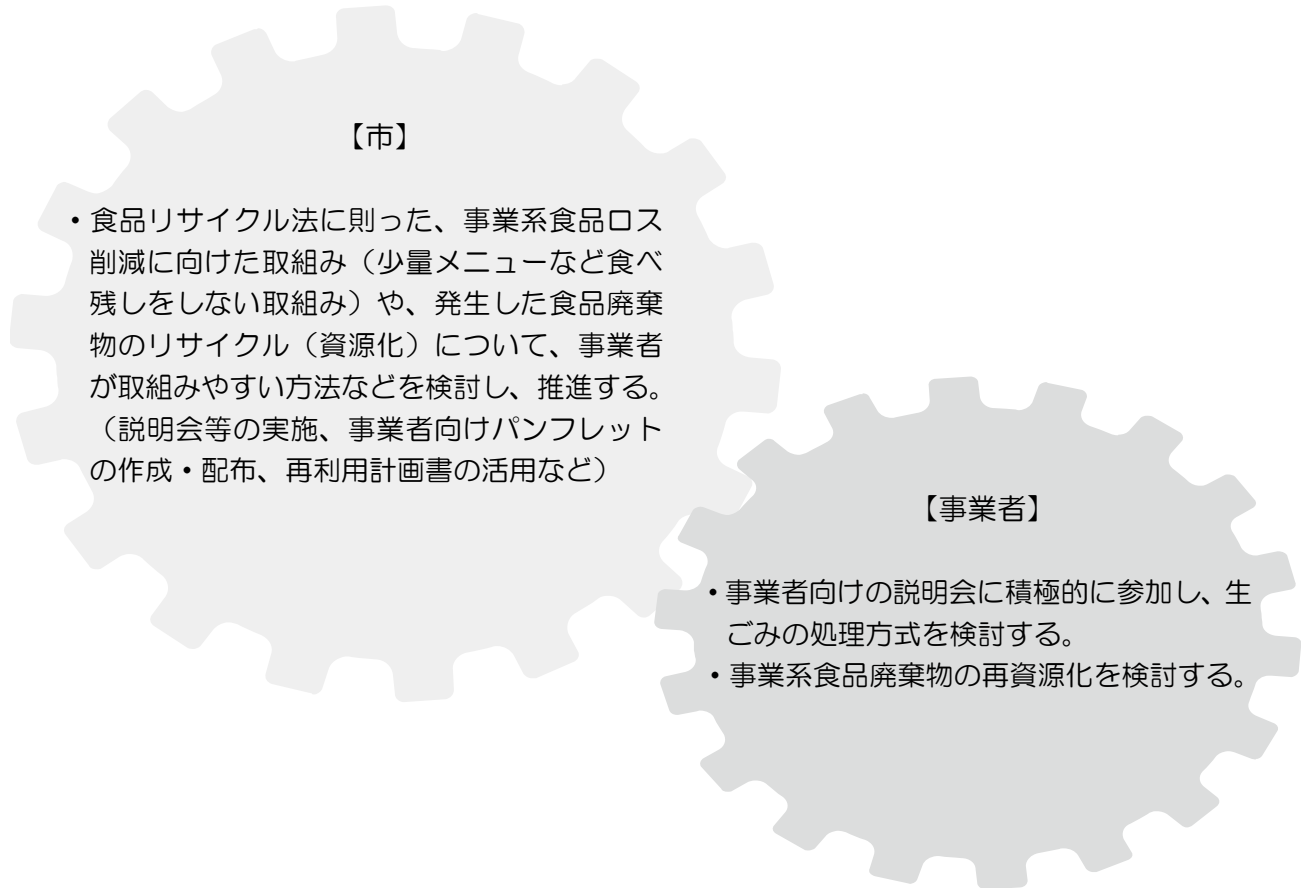 【市】
・食品リサイクル法に則った、事業系食品ロス
削減に向けた取組み（少量メニューなど食べ
残しをしない取組み）や、発生した食品廃棄
物のリサイクル（資源化）について、事業者
が取組みやすい方法などを検討し、推進する。
（説明会等の実施、事業者向けパンフレット
の作成・配布、再利用計画書の活用など）
【事業者】
・事業者向けの説明会に積極的に参加し、生
ごみの処理方式を検討する。
・事業系食品廃棄物の再資源化を検討する。